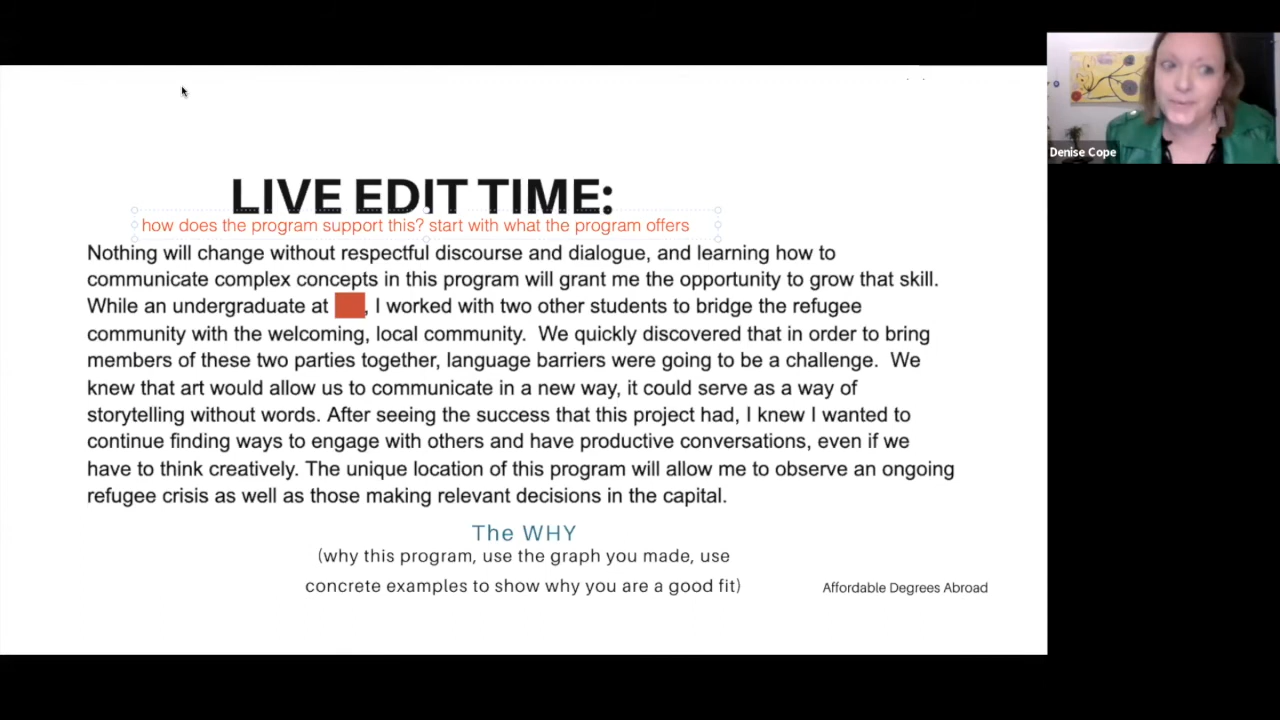 Denise Cope
LIVE EDIT TIME:
how does the program support this? start with what the program offers
Nothing will change without respectful discourse and dialogue, and learning how to
communicate complex concepts in this program will grant me the opportunity to grow that skill.
While an undergraduate at , I worked with two other students to bridge the refugee
community with the welcoming, local community.  We quickly discovered that in order to bring
members of these two parties together, language barriers were going to be a challenge.  We
knew that art would allow us to communicate in a new way, it could serve as a way of
storytelling without words. After seeing the success that this project had, I knew I wanted to
continue finding ways to engage with others and have productive conversations, even if we
have to think creatively. The unique location of this program will allow me to observe an ongoing
refugee crisis as well as those making relevant decisions in the capital.
The WHY
(why this program, use the graph you made, use
concrete examples to show why you are a good fit)
Affordable Degrees Abroad